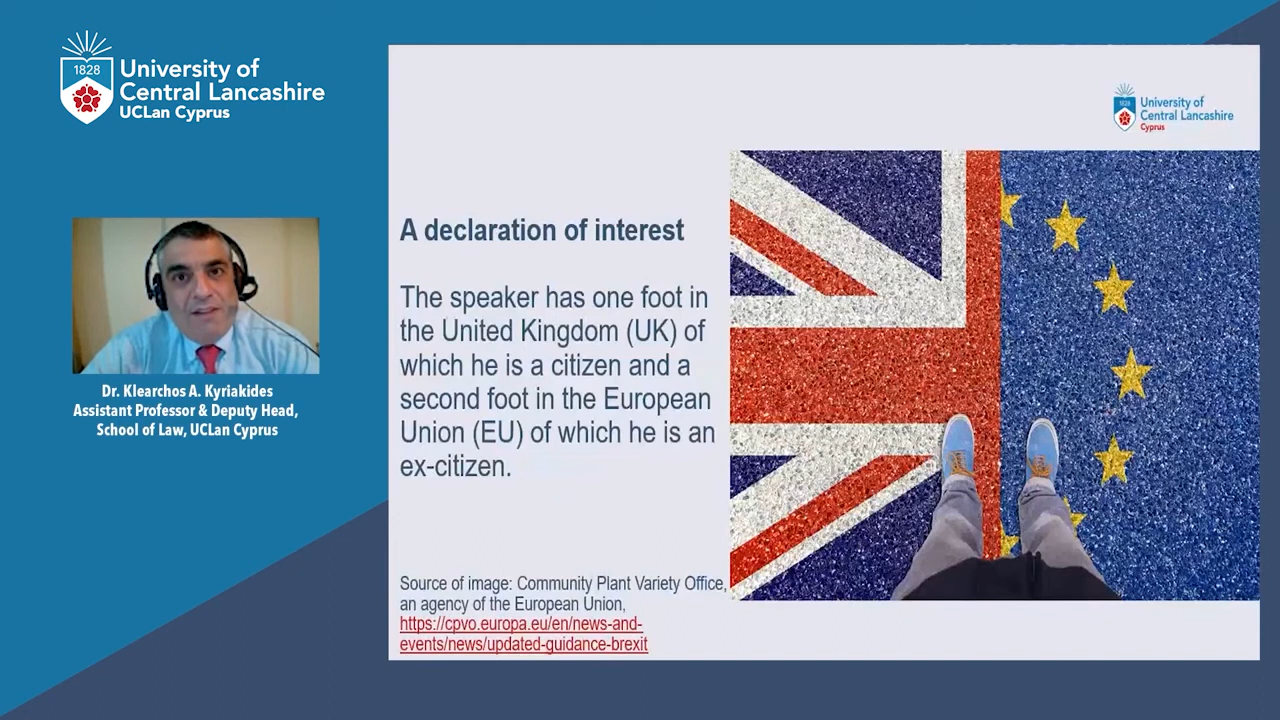 1828
University of
Central Lancashire
UCLan Cyprus
Dr. Klearchos A. Kyriakides
Assistant Professor & Deputy Head,
School of Law, UCLan Cyprus
1828
University of
Central Lancashire
Cyprus
A declaration of interest
The speaker has one foot in
the United Kingdom (UK) of
which he is a citizen and a
second foot in the European
Union (EU) of which he is an
ex-citizen.
Source of image: Community Plant Variety Office,
an agency of the European Union,
https://cpvo.europa.eu/en/news-and-
events/news/updated-guidance-brexit